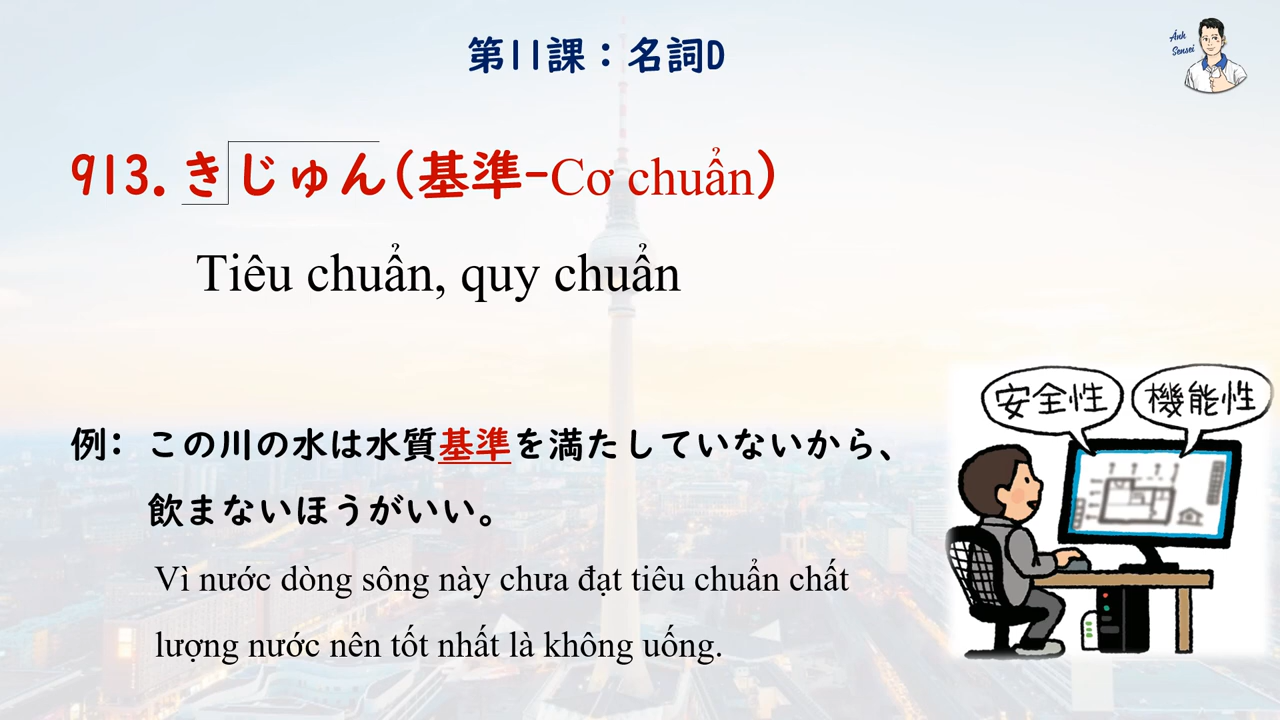 第11課：名詞D
Anh
Sensei
913. きじゅん(基準-Cơ chuẩn)
Tiêu chuẩn, quy chuẩn
安全性 機能性
例: この川の水は水質基準を満たしていないから、
飲まないほうがいい。
Vì nước dòng sông này chưa đạt tiêu chuẩn chất
lượng nước nên tốt nhất là không uống.